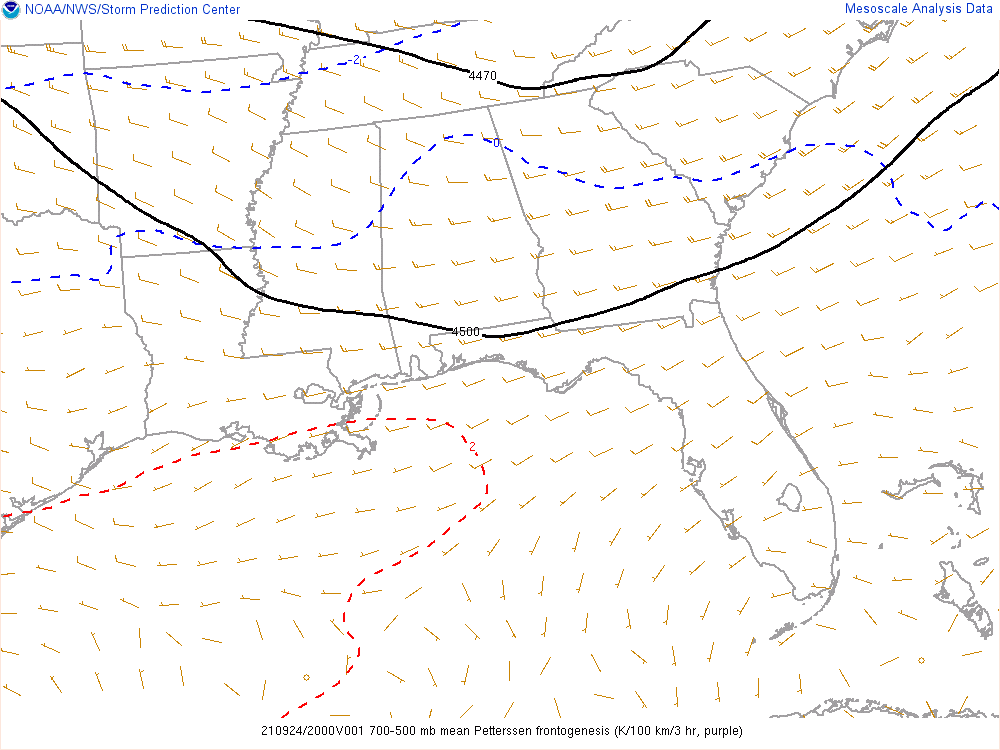 NOAA/NWS/Storm Prediction Center
Mesoscale Analysis Data
-2
4470
0
4500
2
210924/2000V001 700-500 mb mean Petterssen frontogenesis (K/100 km/3 hr, purple)